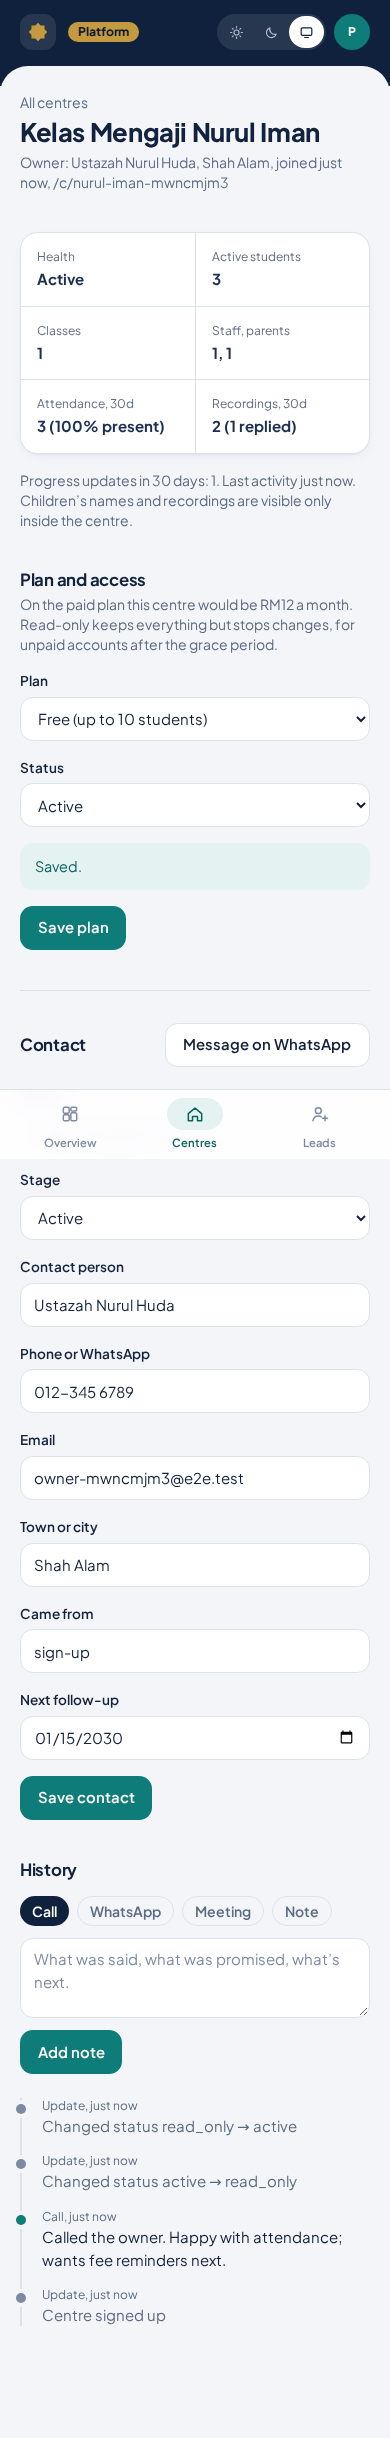 Platform
P
All centres
Kelas Mengaji Nurul Iman
Owner: Ustazah Nurul Huda, Shah Alam, joined just
now, /c/nurul-iman-mwncmjm3
Health
Active
Active students
3
Classes
1
Staff, parents
1, 1
Attendance, 30d
3 (100% present)
Recordings, 30d
2 (1 replied)
Progress updates in 30 days: 1. Last activity just now.
Children's names and recordings are visible only
inside the centre.
Plan and access
On the paid plan this centre would be RM12 a month.
Read-only keeps everything but stops changes, for
unpaid accounts after the grace period.
Plan
Free (up to 10 students)
Status
Active
Saved.
Save plan
Contact
Message on WhatsApp
Overview
Centres
Leads
Stage
Active
Contact person
Ustazah Nurul Huda
Phone or WhatsApp
012-345 6789
Email
owner-mwncmjm3@e2e.test
Town or city
Shah Alam
Came from
sign-up
Next follow-up
01/15/2030
Save contact
History
Call
WhatsApp
Meeting
Note
What was said, what was promised, what's
next.
Add note
Update, just now
Changed status read_only → active
Update, just now
Changed status active → read_only
Call, just now
Called the owner. Happy with attendance;
wants fee reminders next.
Update, just now
Centre signed up